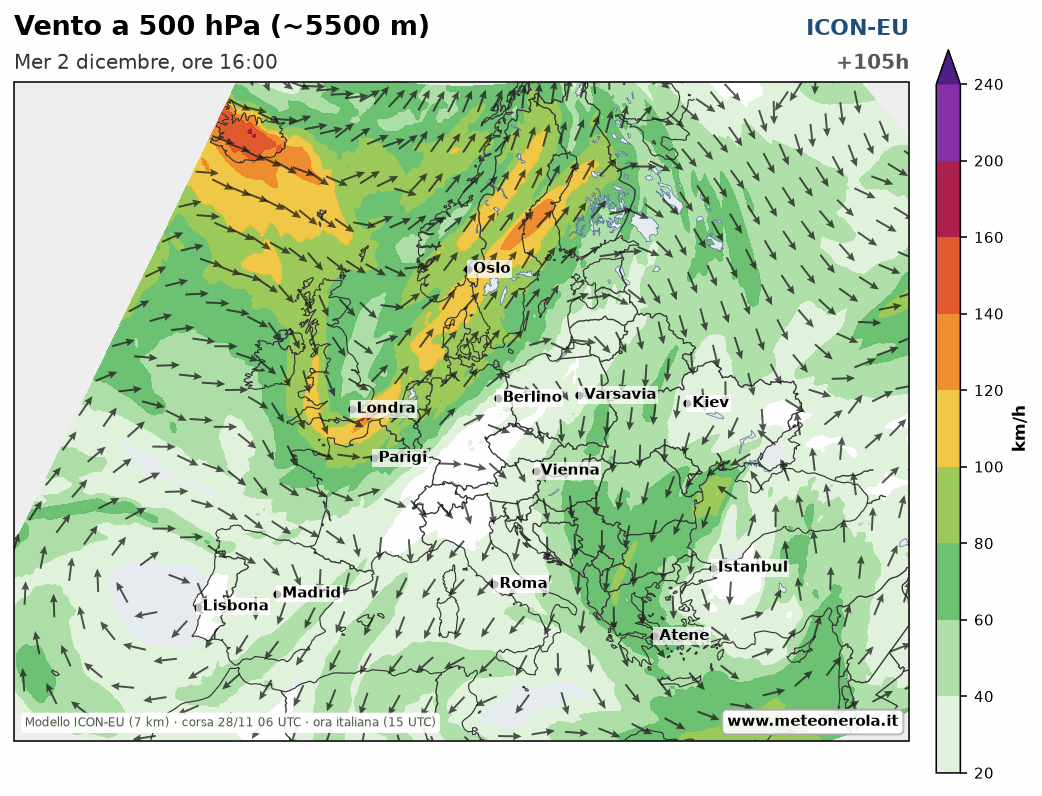 Vento a 500 hPa (~5500 m)
ICON-EU
Mer 2 dicembre, ore 16:00
+105h
240
200
160
140
120
100
80
60
40
20
km/h
Oslo
Berlino
Varsavia
Kiev
Londra
Parigi
Vienna
Istanbul
Roma
Madrid
Lisbona
Atene
Modello ICON-EU (7 km) · corsa 28/11 06 UTC · ora italiana (15 UTC)
www.meteonerola.it